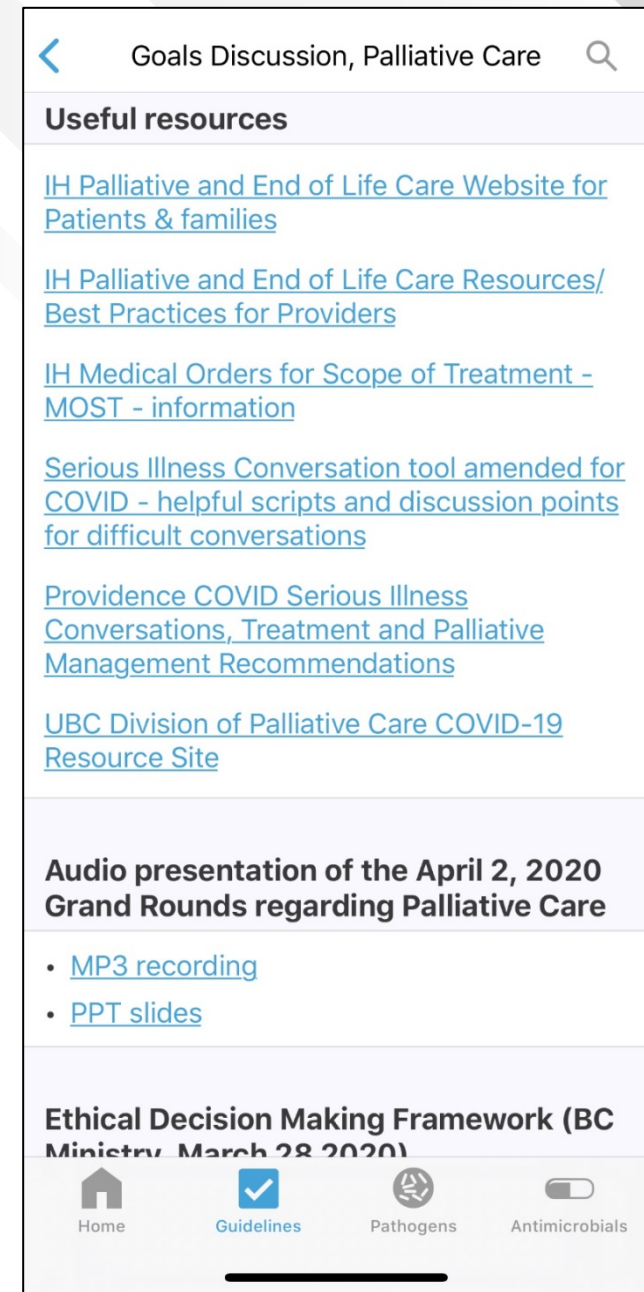 Goals Discussion, Palliative Care
Useful resources
IH Palliative and End of Life Care Website for
Patients & families
IH Palliative and End of Life Care Resources/
Best Practices for Providers
IH Medical Orders for Scope of Treatment -
MOST - information
Serious Illness Conversation tool amended for
COVID - helpful scripts and discussion points
for difficult conversations
Providence COVID Serious Illness
Conversations, Treatment and Palliative
Management Recommendations
UBC Division of Palliative Care COVID-19
Resource Site
Audio presentation of the April 2, 2020
Grand Rounds regarding Palliative Care
• MP3 recording
• PPT slides
Ethical Decision Making Framework (BC
Ministry, March 28 2020)
Home Guidelines Pathogens Antimicrobials